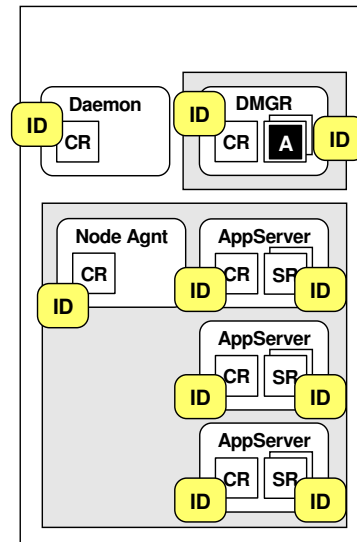 Daemon
ID
CR
DMGR
ID
CR
A
ID
Node Agnt
CR
ID
AppServer
CR
SR
ID
ID
AppServer
CR
SR
ID
ID
AppServer
CR
SR
ID
ID